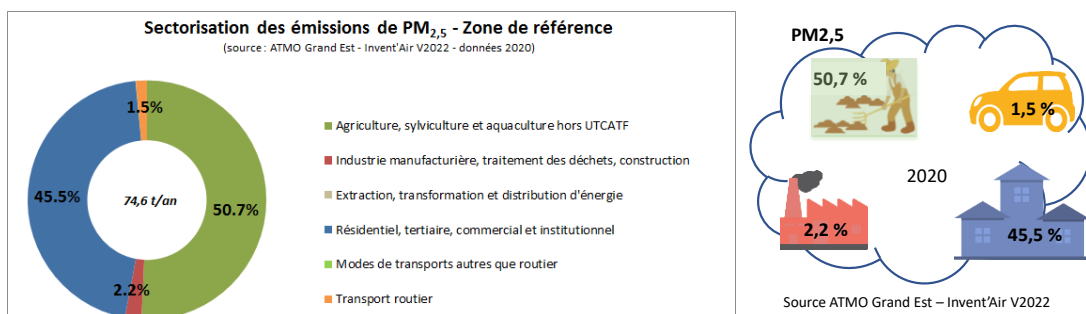 Sectorisation des émissions de PM2,5 - Zone de référence
(source : ATMO Grand Est - Invent'Air V2022 - données 2020)
1.5%
45.5%
74,6 t/an
50.7%
2.2%
Agriculture, sylviculture et aquaculture hors UTCATF
Industrie manufacturière, traitement des déchets, construction
Extraction, transformation et distribution d'énergie
Résidentiel, tertiaire, commercial et institutionnel
Modes de transports autres que routier
Transport routier
PM2,5
50,7 %
1,5 %
2020
2,2 %
45,5 %
Source ATMO Grand Est – Invent’Air V2022